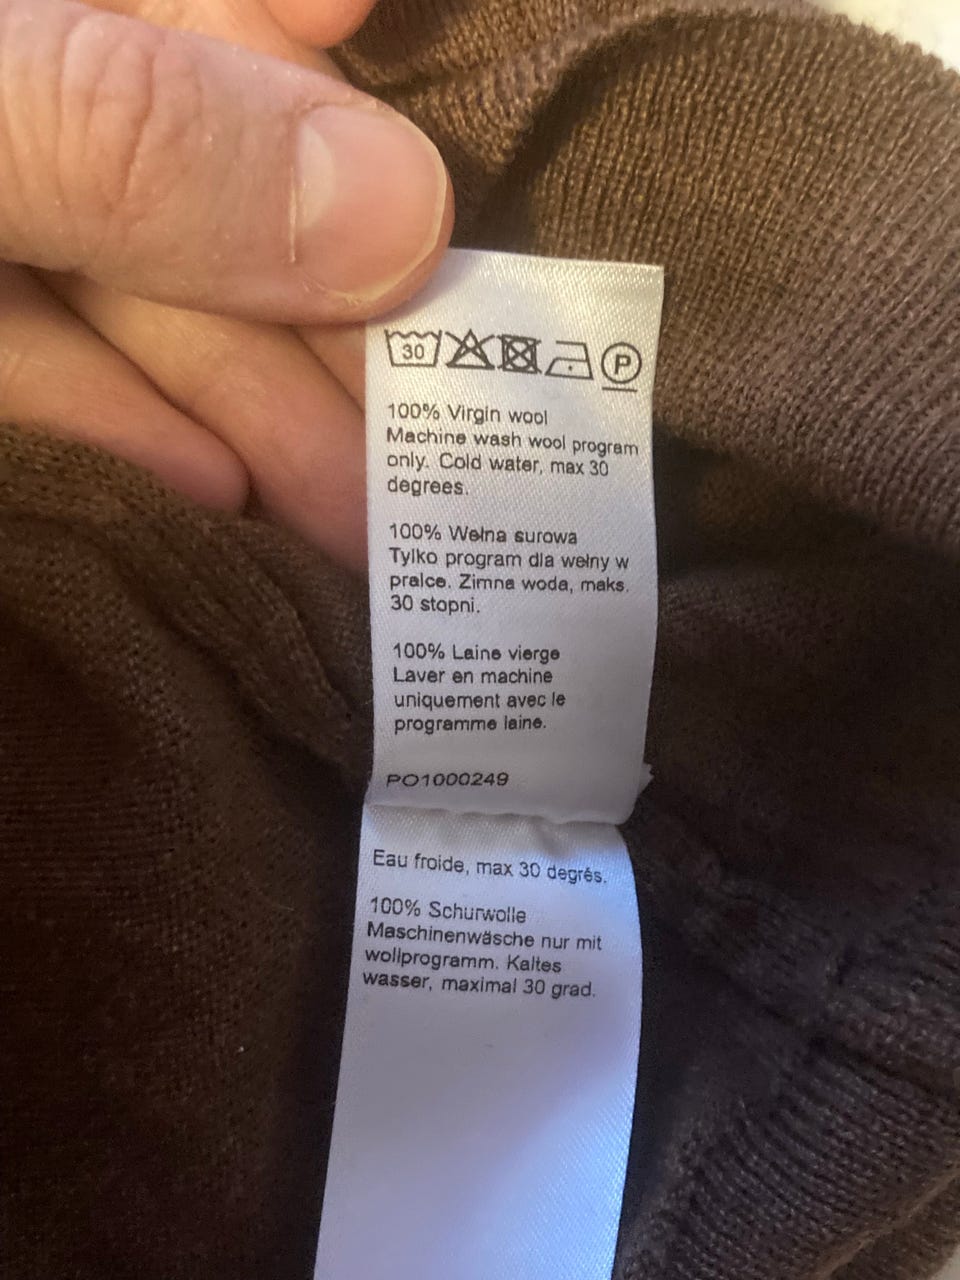 30 P
100% Virgin wool
Machine wash wool program
only. Cold water, max 30
degrees.
100% Wełna surowa
Tylko program dla wełny w
pralce. Zimna woda, maks.
30 stopni.
100% Laine vierge
Laver en machine
uniquement avec le
programme laine.
PO1000249
Eau froide, max 30 degrés.
100% Schurwolle
Maschinenwäsche nur mit
wollprogramm. Kaltes
wasser, maximal 30 grad.